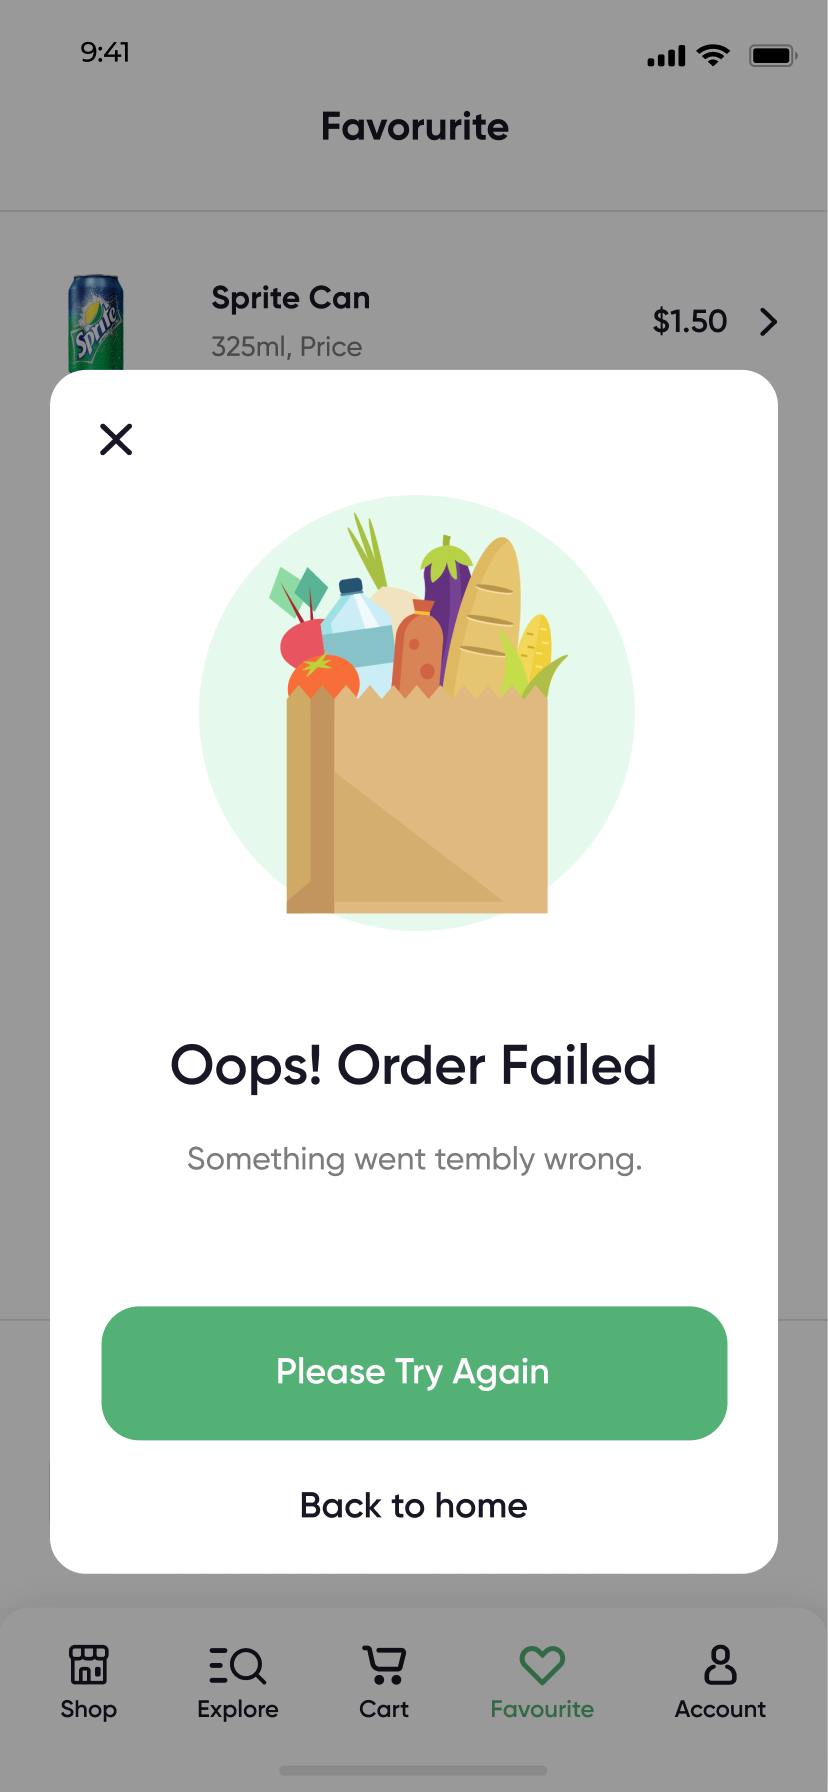 9:41
Favorurite
Sprite
Sprite Can
325ml, Price
$1.50
Oops! Order Failed
Something went tembly wrong.
Please Try Again
Back to home
Shop
Explore
Cart
Favourite
Account